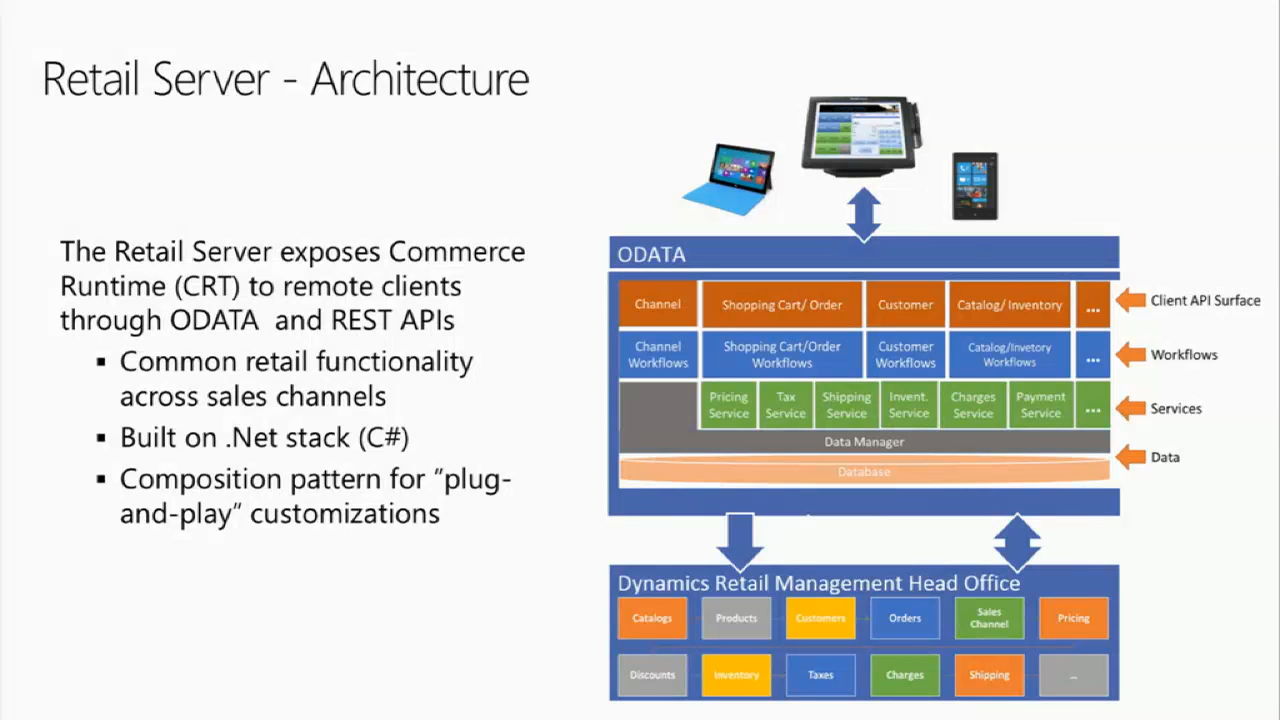 Retail Server - Architecture
The Retail Server exposes Commerce
Runtime (CRT) to remote clients
through ODATA and REST APIs
▪ Common retail functionality
across sales channels
▪ Built on .Net stack (C#)
▪ Composition pattern for “plug-
and-play” customizations
ODATA
Channel
Shopping Cart/ Order
Customer
Catalog/ Inventory
...
Client API Surface
Channel
Workflows
Shopping Cart/Order
Workflows
Customer
Workflows
Catalog/Invetory
Workflows
...
Workflows
Pricing
Service
Tax
Service
Shipping
Service
Invent.
Service
Charges
Service
Payment
Service
...
Services
Data Manager
Database
Data
Dynamics Retail Management Head Office
Catalogs
Products
Customers
Orders
Sales
Channel
Pricing
Discounts
Inventory
Taxes
Charges
Shipping
...